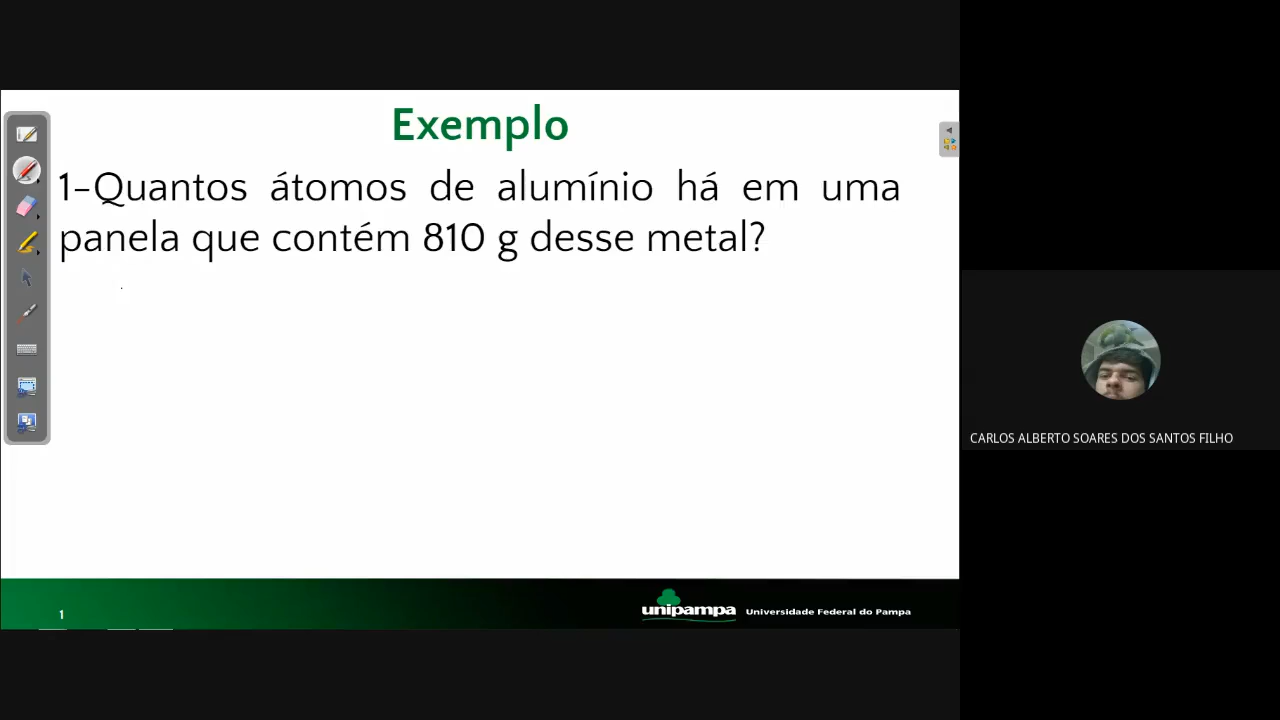 Exemplo
1-Quantos átomos de alumínio há em uma
panela que contém 810 g desse metal?
CARLOS ALBERTO SOARES DOS SANTOS FILHO
1
unipampa
Universidade Federal do Pampa